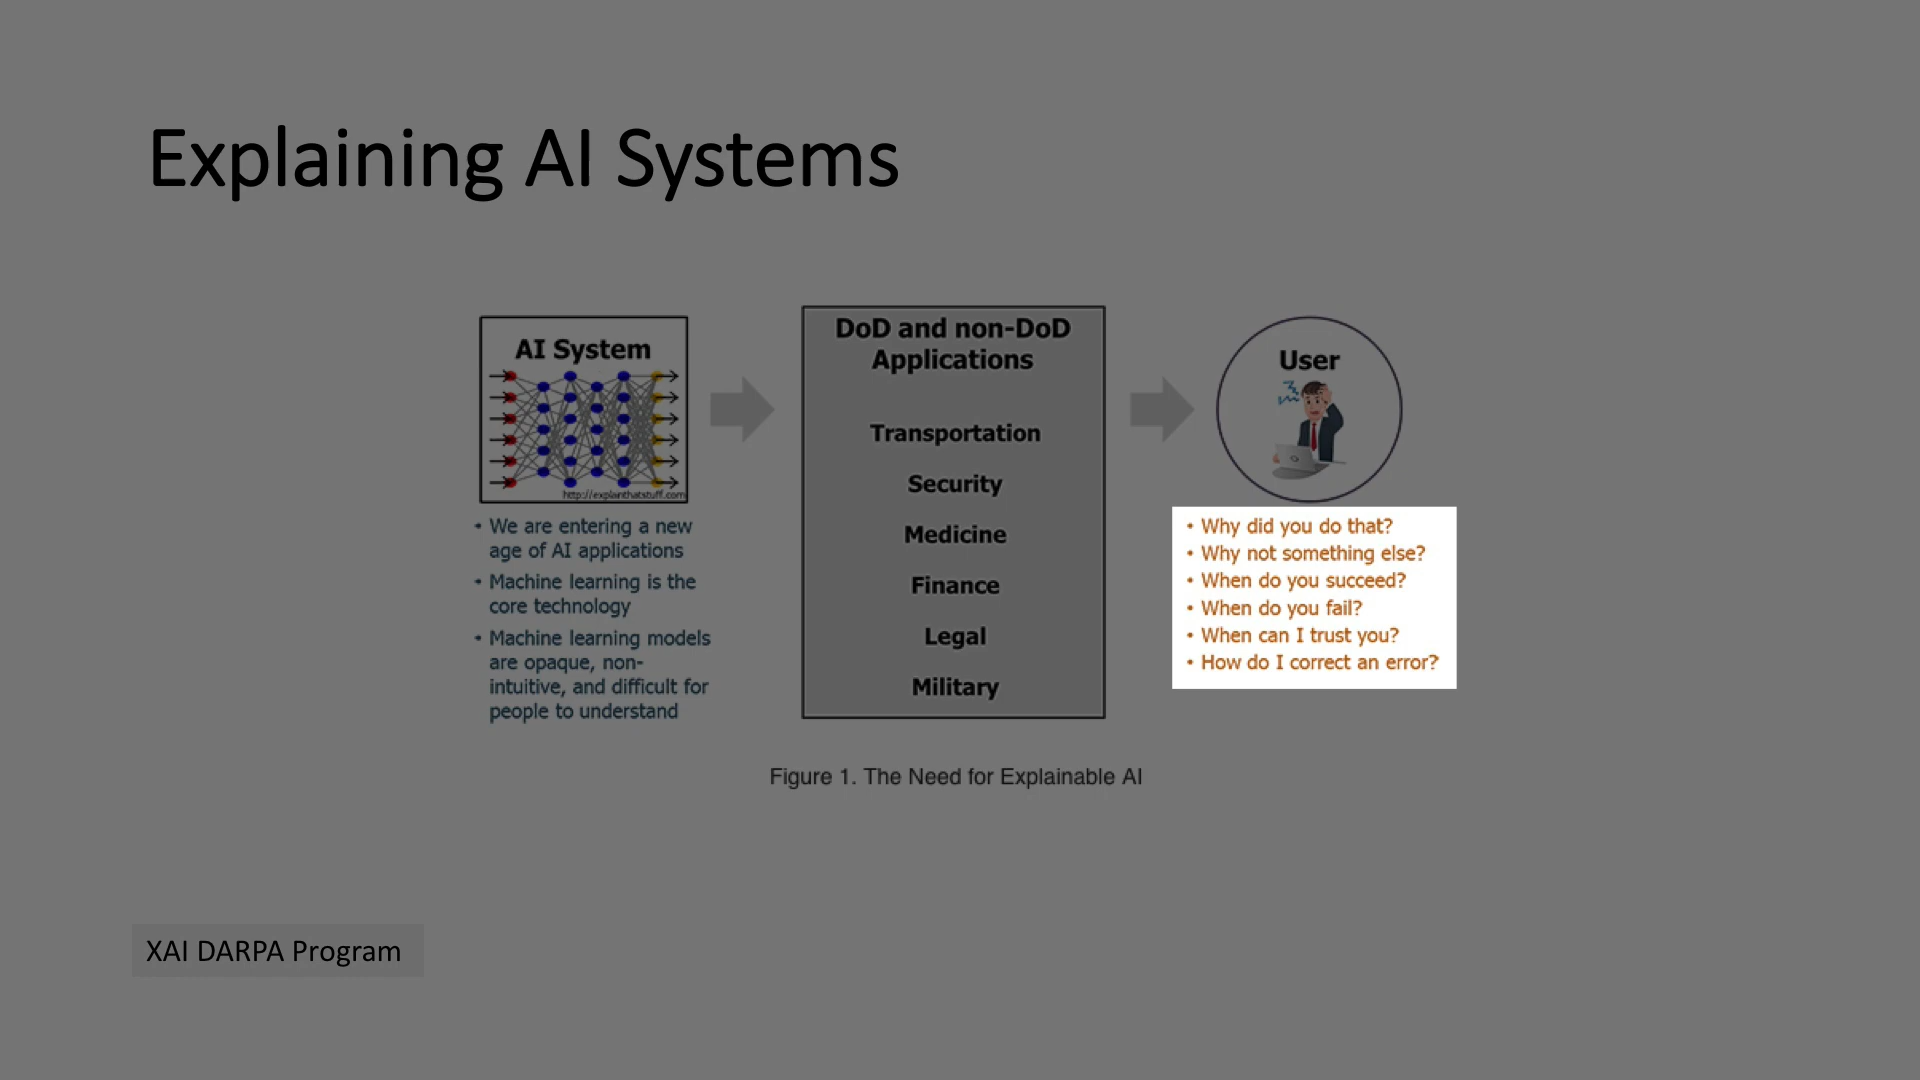 Explaining AI Systems
AI System
http://explainthatstuff.com
• We are entering a new
age of AI applications
• Machine learning is the
core technology
• Machine learning models
are opaque, non-
intuitive, and difficult for
people to understand
DoD and non-DoD
Applications
Transportation
Security
Medicine
Finance
Legal
Military
User
• Why did you do that?
• Why not something else?
• When do you succeed?
• When do you fail?
• When can I trust you?
• How do I correct an error?
Figure 1. The Need for Explainable AI
XAI DARPA Program